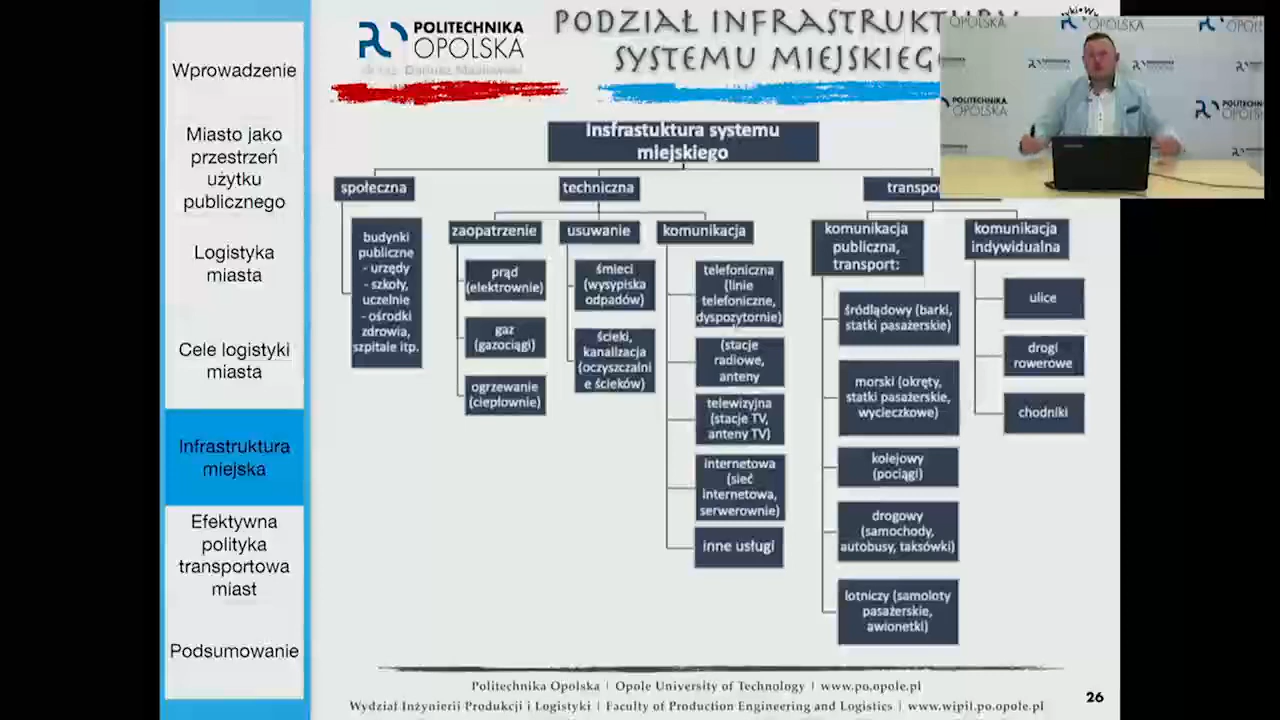 Wprowadzenie
Miasto jako
przestrzeń
użytku
publicznego
Logistyka
miasta
Cele logistyki
miasta
Infrastruktura
miejska
Efektywna
polityka
transportowa
miast
Podsumowanie
POLITECHNIKA
OPOLSKA
PODZIAŁ INFRASTRUKTURY
SYSTEMU MIEJSKIEG
Insfrastuktura systemu
miejskiego
społeczna
budynki
publiczne
- urzędy
- szkoły,
uczelnie
- ośrodki
zdrowia,
szpitale itp.
techniczna
zaopatrzenie
prąd
(elektrownie)
gaz
(gazociągi)
ogrzewanie
(ciepłownie)
usuwanie
śmieci
(wysypiska
odpadów)
ścieki,
kanalizacja
(oczyszczalni
e ścieków)
komunikacja
telefoniczna
(linie
telefoniczne,
dyspozytornie)
(stacje
radiowe,
anteny
telewizyjna
(stacje TV,
anteny TV)
internetowa
(sieć
internetowa,
serwerownie)
inne usługi
transpo
komunikacja
publiczna,
transport:
śródlądowy (barki,
statki pasażerskie)
morski (okręty,
statki pasażerskie,
wycieczkowe)
kolejowy
(pociągi)
drogowy
(samochody,
autobusy, taksówki)
lotniczy (samoloty
pasażerskie,
awionetki)
komunikacja
indywidualna
ulice
drogi
rowerowe
chodniki
OPOLSKA
OPOLSKA
POLITECHNIKA
OPOLSKA
Politechnika Opolska | Opole University of Technology | www.po.opole.pl
Wydział Inżynierii Produkcji i Logistyki | Faculty of Production Engineering and Logistics | www.wipil.po.opole.pl
26